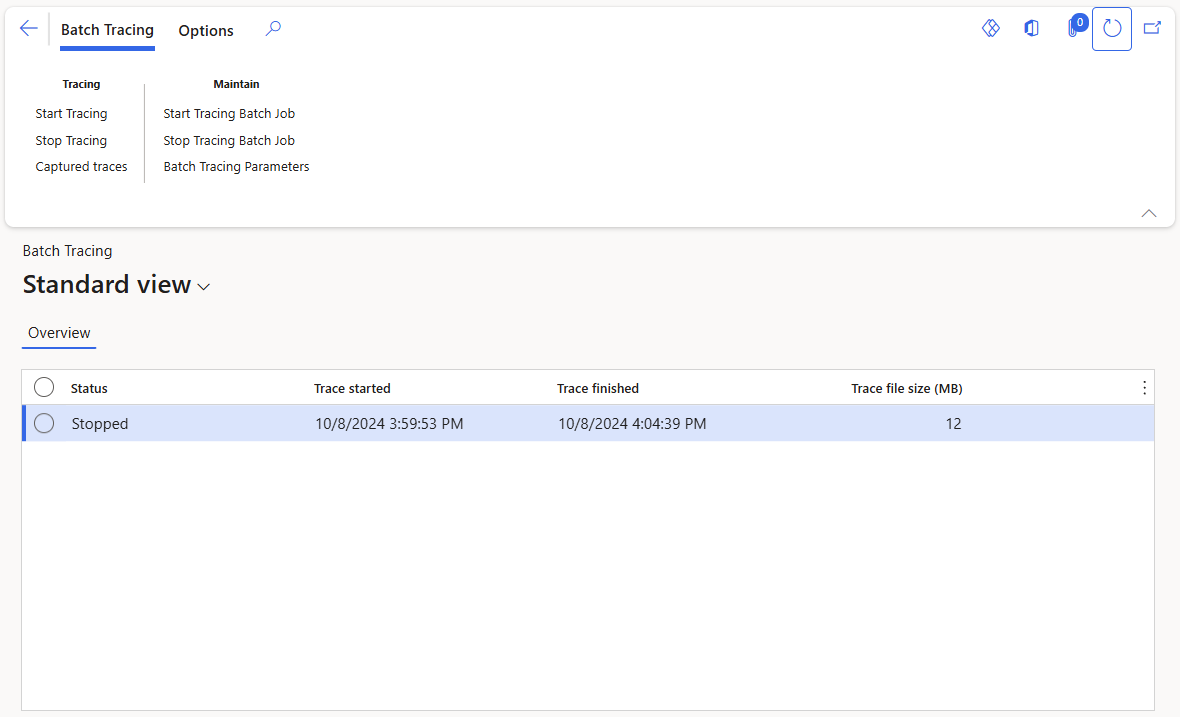 Batch Tracing Options 0
Tracing Maintain
Start Tracing Start Tracing Batch Job
Stop Tracing Stop Tracing Batch Job
Captured traces Batch Tracing Parameters
Batch Tracing
Standard view
Overview
Status Trace started Trace finished Trace file size (MB)
Stopped 10/8/2024 3:59:53 PM 10/8/2024 4:04:39 PM 12